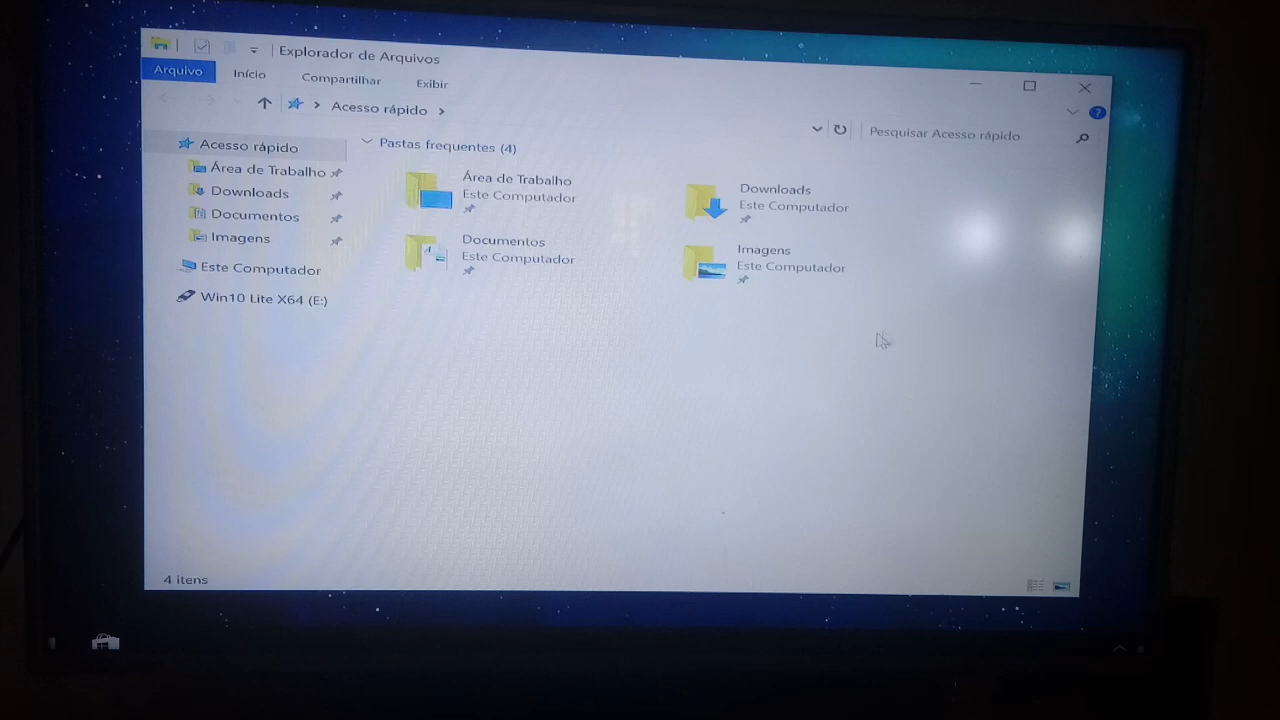 Explorador de Arquivos
Arquivo Início Compartilhar Exibir
Acesso rápido
Pesquisar Acesso rápido
Acesso rápido
Área de Trabalho
Downloads
Documentos
Imagens
Este Computador
Win10 Lite X64 (E:)
Pastas frequentes (4)
Área de Trabalho
Este Computador
Downloads
Este Computador
Documentos
Este Computador
Imagens
Este Computador
4 itens